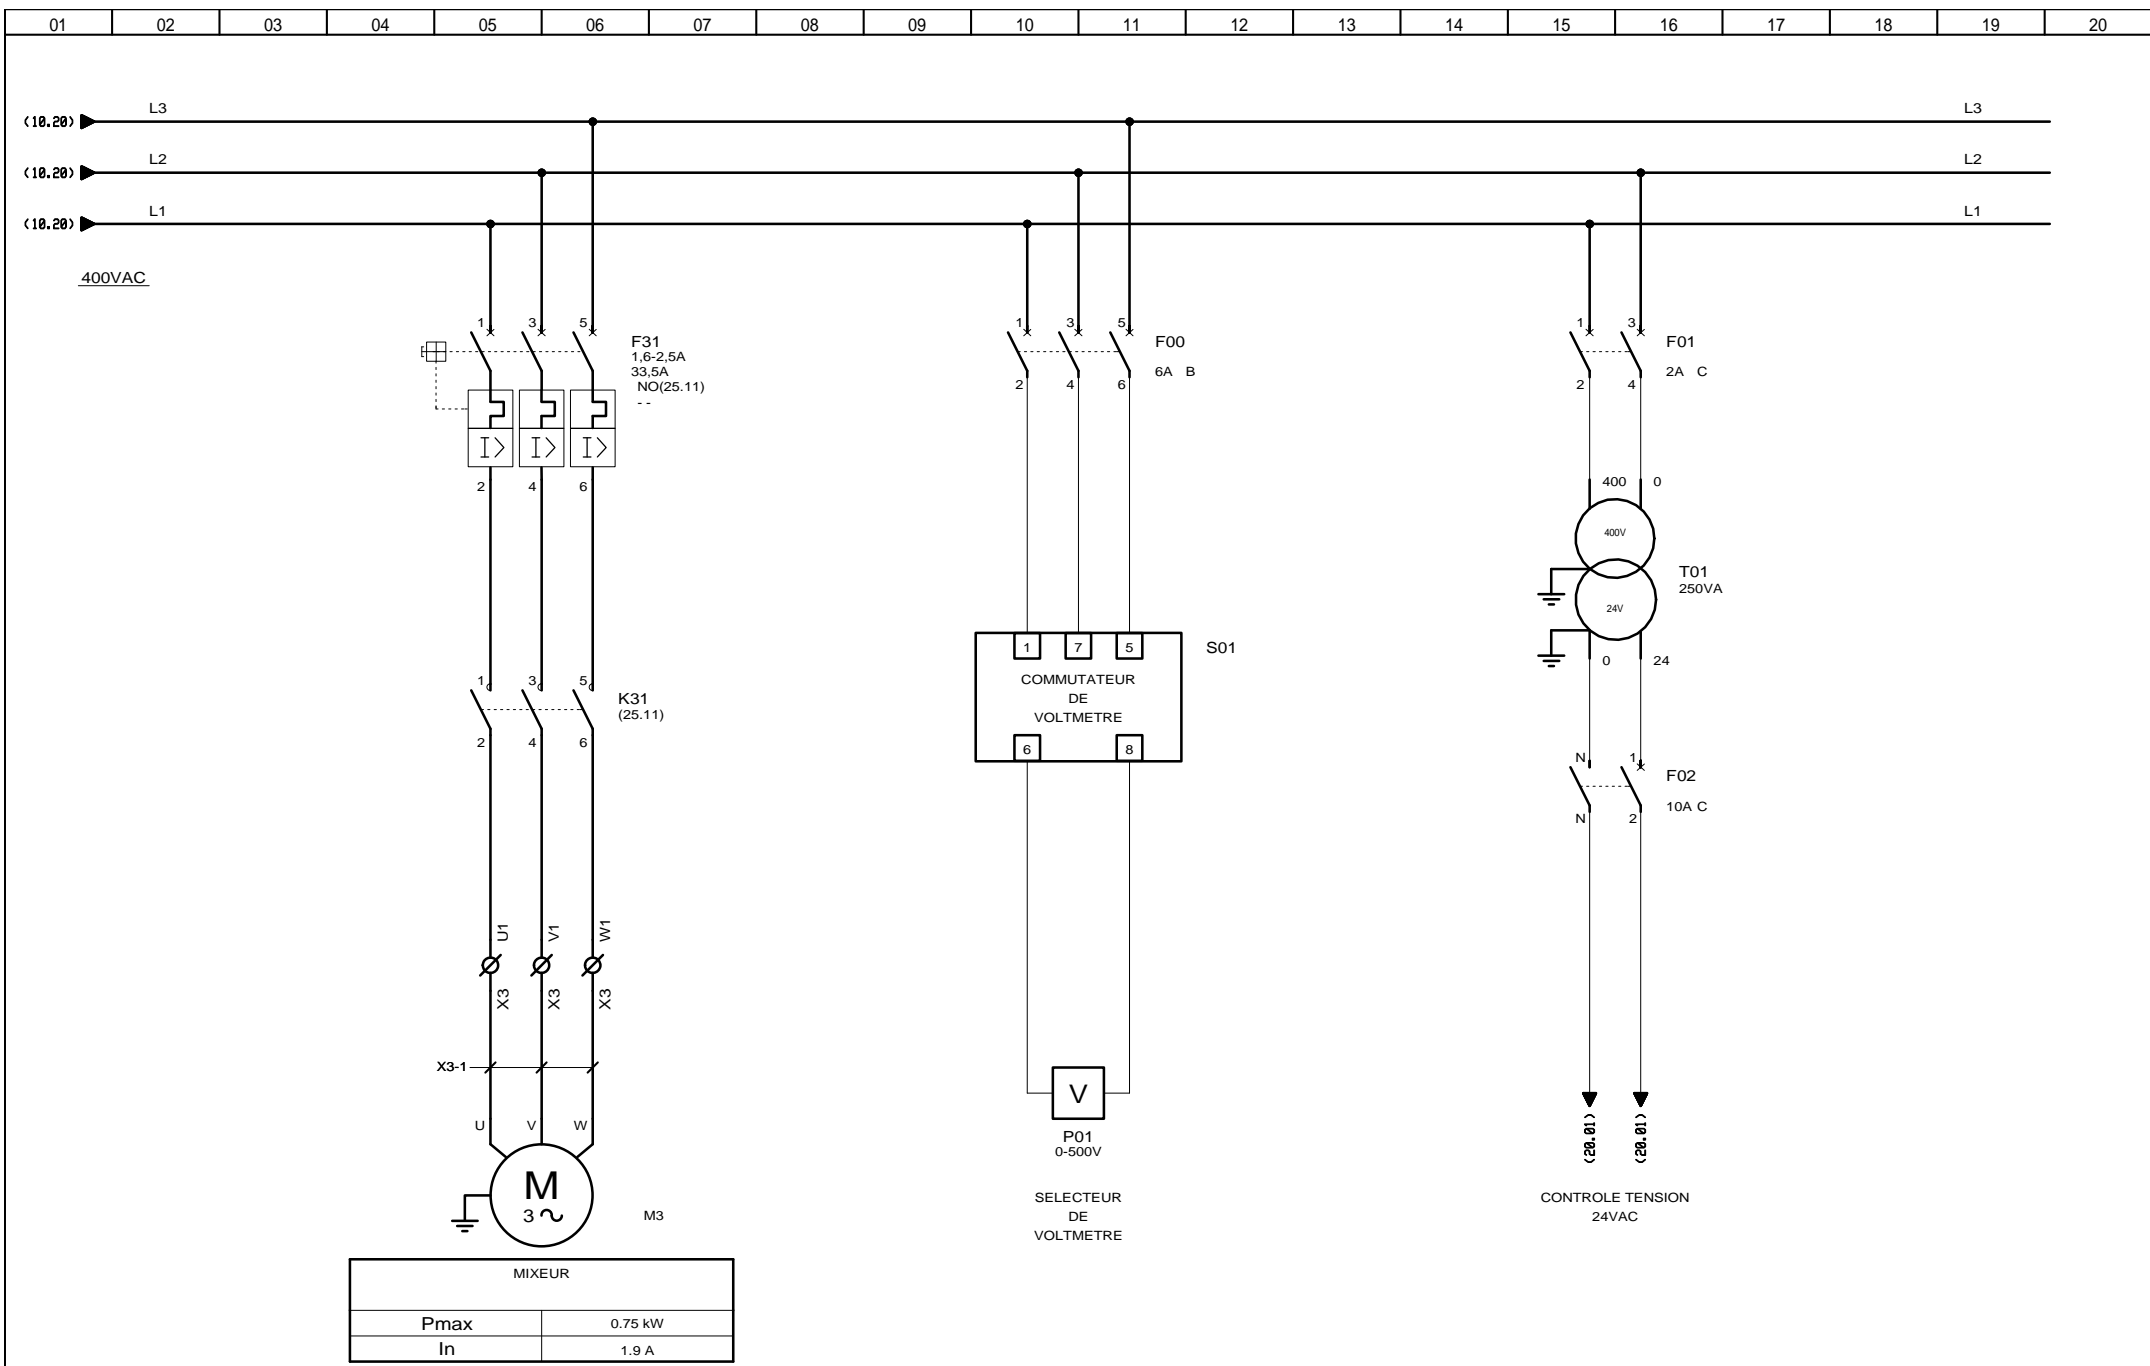 01 02 03 04 05 06 07 08 09 10 11 12 13 14 15 16 17 18 19 20
L3 L3
(10.20)
L2 L2
(10.20)
L1 L1
(10.20)
400VAC
1 3 5
F31
1,6-2,5A
33,5A
NO(25.11)
- -
I> I> I>
2 4 6
1 3 5
K31
(25.11)
2 4 6
U1 V1 W1
X3 X3 X3
X3-1
U V W
M
3
M3
MIXEUR
Pmax 0.75 kW
In 1.9 A
1 3 5
F00
6A B
2 4 6
1 7 5
S01
COMMUTATEUR
DE
VOLTMETRE
6 8
V
P01
0-500V
SELECTEUR
DE
VOLTMETRE
1 3
F01
2A C
2 4
400 0
400V
T01
250VA
24V
0 24
N 1
F02
10A C
N 2
(20.01) (20.01)
CONTROLE TENSION
24VAC